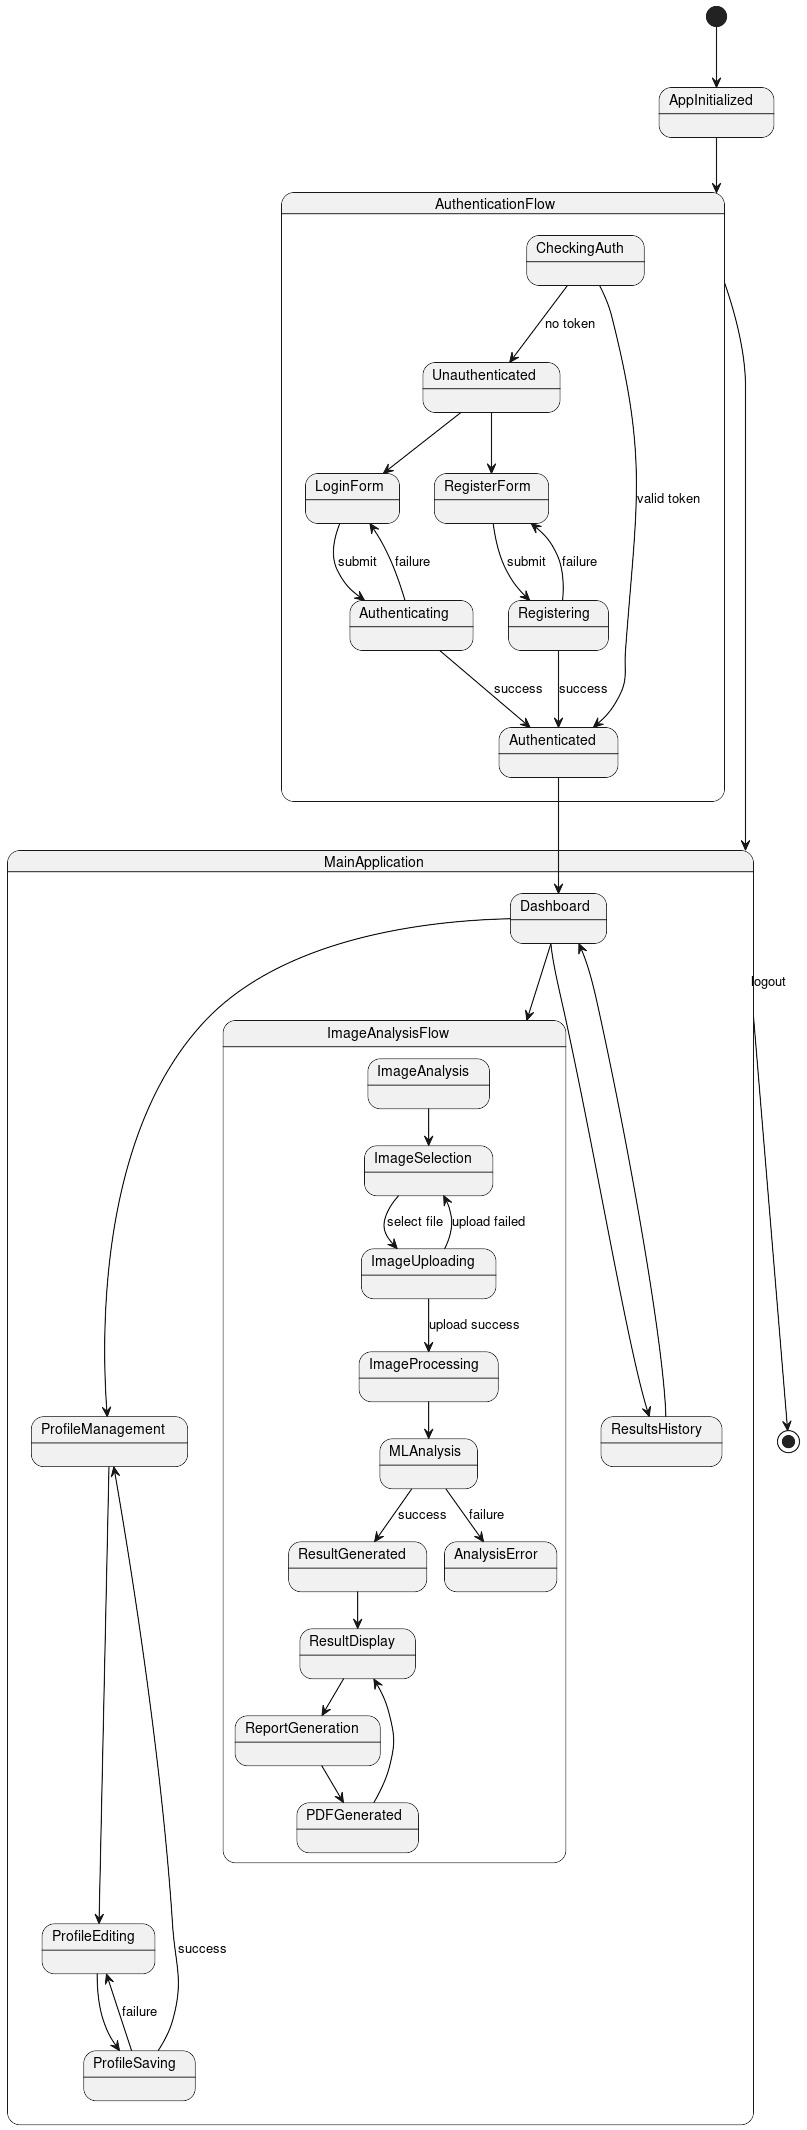 AppInitialized
AuthenticationFlow
CheckingAuth
no token
Unauthenticated
LoginForm
RegisterForm
valid token
submit
failure
submit
failure
Authenticating
Registering
success
success
Authenticated
MainApplication
Dashboard
logout
ImageAnalysisFlow
ImageAnalysis
ImageSelection
select file
upload failed
ImageUploading
upload success
ImageProcessing
ProfileManagement
ResultsHistory
MLAnalysis
success
failure
ResultGenerated
AnalysisError
ResultDisplay
ReportGeneration
PDFGenerated
ProfileEditing
success
failure
ProfileSaving